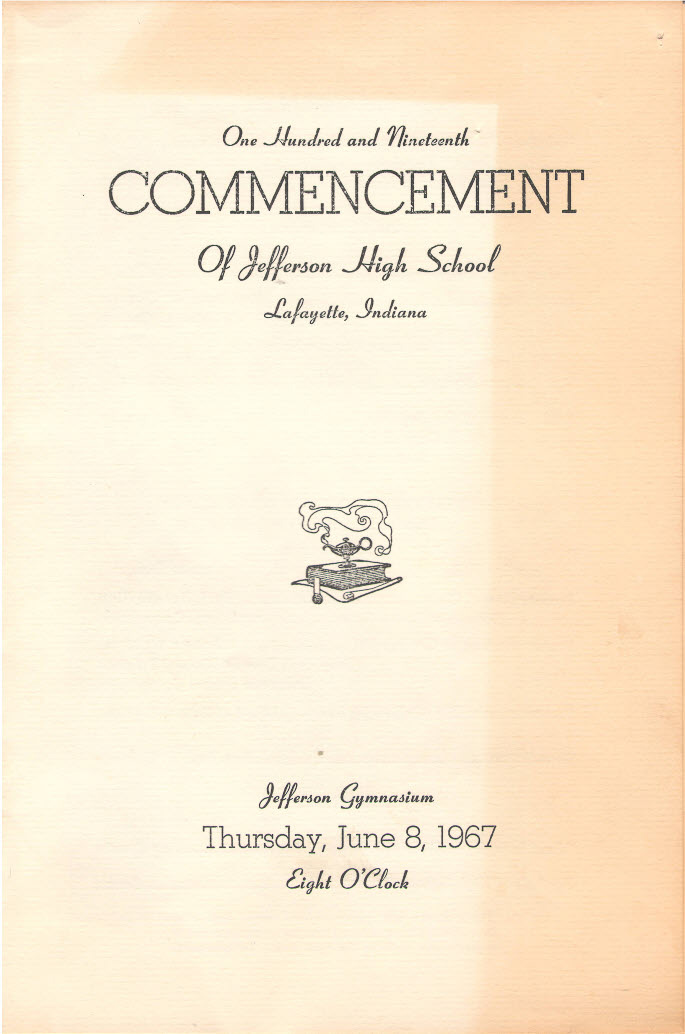 One Hundred and Nineteenth
COMMENCEMENT
Of Jefferson High School
Lafayette, Indiana
Jefferson Gymnasium
Thursday, June 8, 1967
Eight O'Clock